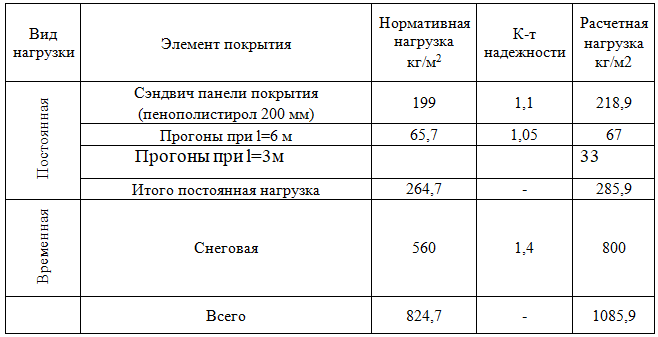 Вид нагрузки
Элемент покрытия
Нормативная нагрузка кг/м²
К-т надежности
Расчетная нагрузка кг/м2
Постоянная
Сэндвич панели покрытия
(пенополистирол 200 мм)
199
1,1
218,9
Прогоны при l=6 м
65,7
1,05
67
Прогоны при l=3м
33
Итого постоянная нагрузка
264,7
-
285,9
Временная
Снеговая
560
1,4
800
Всего
824,7
-
1085,9